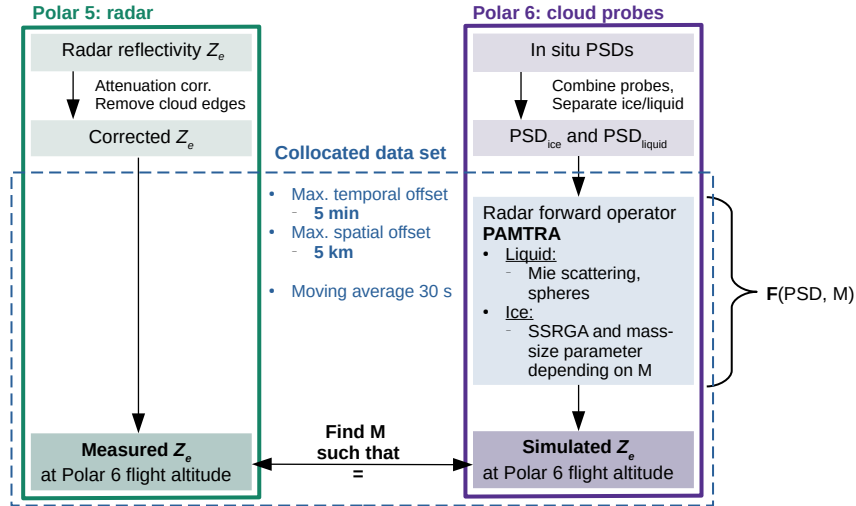 Polar 5: radar
Radar reflectivity Ze
Attenuation corr.
Remove cloud edges
Corrected Ze
Collocated data set
• Max. temporal offset
- 5 min
• Max. spatial offset
- 5 km
• Moving average 30 s
Polar 6: cloud probes
In situ PSDs
Combine probes,
Separate ice/liquid
PSDice and PSDliquid
Radar forward operator
PAMTRA
• Liquid:
- Mie scattering,
spheres
• Ice:
- SSRGA and mass-
size parameter
depending on M
F(PSD, M)
Measured Ze
at Polar 6 flight altitude
Find M
such that
=
Simulated Ze
at Polar 6 flight altitude